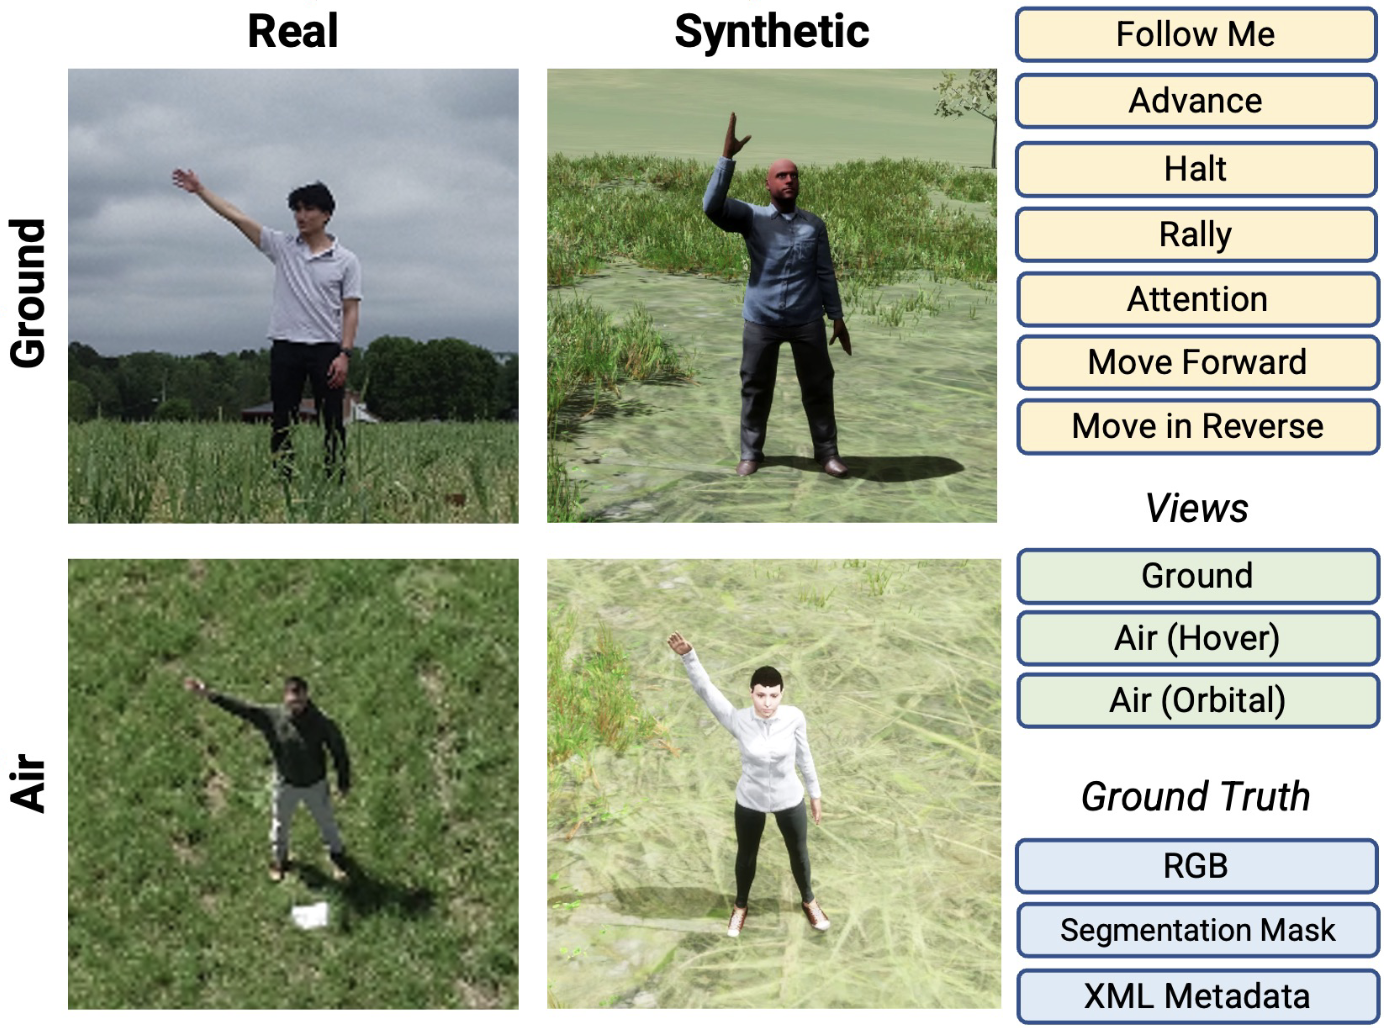 Real
Synthetic
Ground
Air
Follow Me
Advance
Halt
Rally
Attention
Move Forward
Move in Reverse
Views
Ground
Air (Hover)
Air (Orbital)
Ground Truth
RGB
Segmentation Mask
XML Metadata